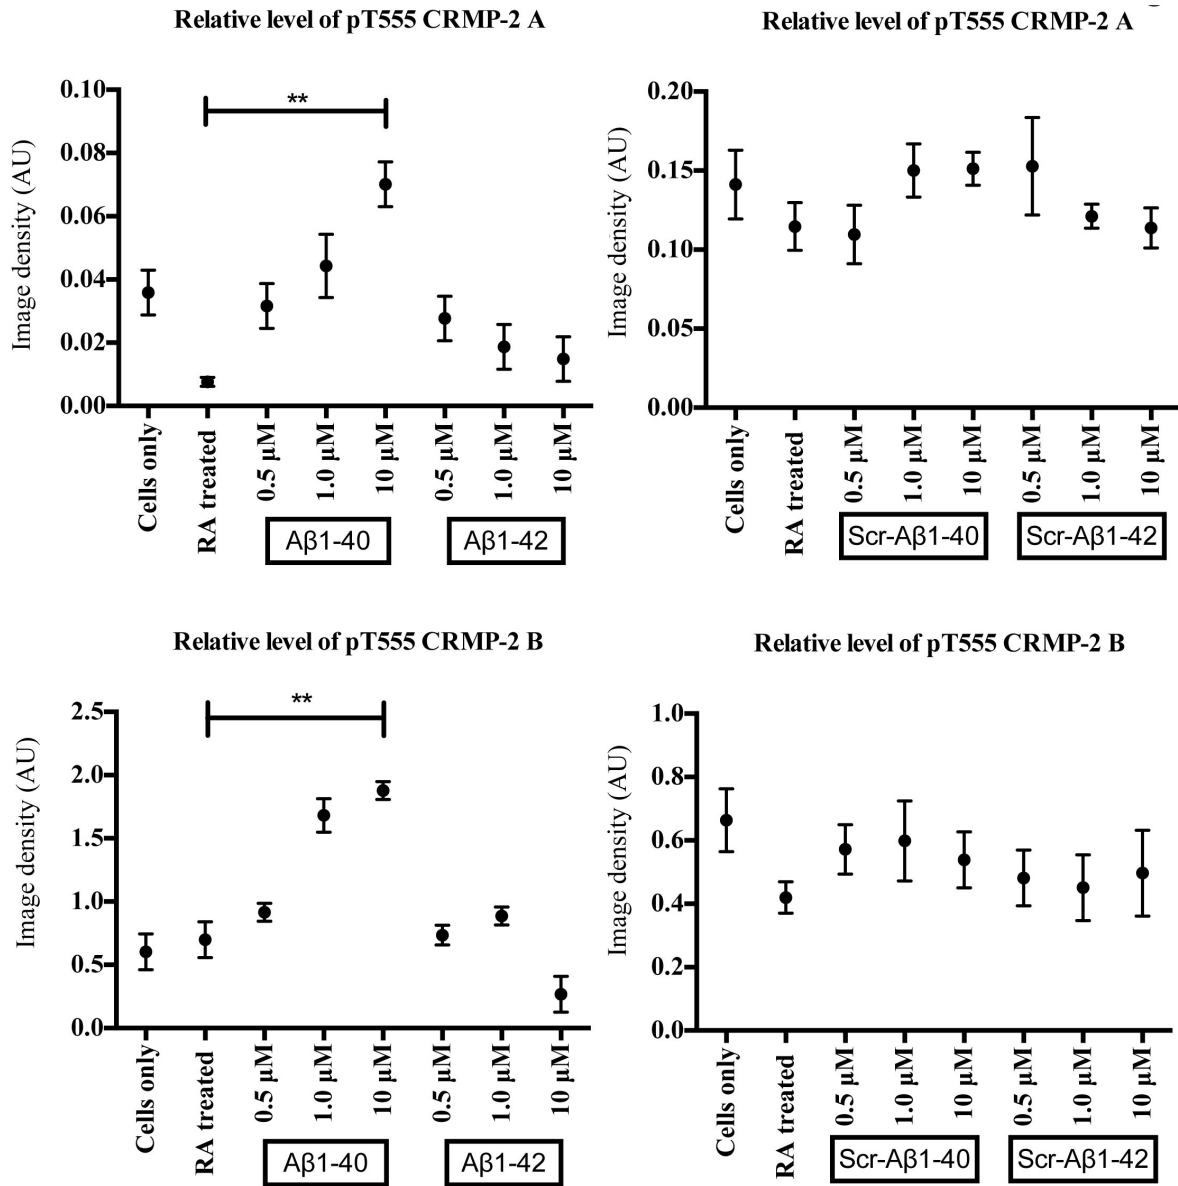 Relative level of pT555 CRMP-2 A
**
Image density (AU)
0.10
0.08
0.06
0.04
0.02
0.00
Cells only
RA treated
0.5 µM
1.0 µM
10 µM
0.5 µM
1.0 µM
10 µM
Aβ1-40
Aβ1-42
Relative level of pT555 CRMP-2 A
Image density (AU)
0.20
0.15
0.10
0.05
0.00
Cells only
RA treated
0.5 µM
1.0 µM
10 µM
0.5 µM
1.0 µM
10 µM
Scr-Aβ1-40
Scr-Aβ1-42
Relative level of pT555 CRMP-2 B
**
Image density (AU)
2.5
2.0
1.5
1.0
0.5
0.0
Cells only
RA treated
0.5 µM
1.0 µM
10 µM
0.5 µM
1.0 µM
10 µM
Aβ1-40
Aβ1-42
Relative level of pT555 CRMP-2 B
Image density (AU)
1.0
0.8
0.6
0.4
0.2
0.0
Cells only
RA treated
0.5 µM
1.0 µM
10 µM
0.5 µM
1.0 µM
10 µM
Scr-Aβ1-40
Scr-Aβ1-42